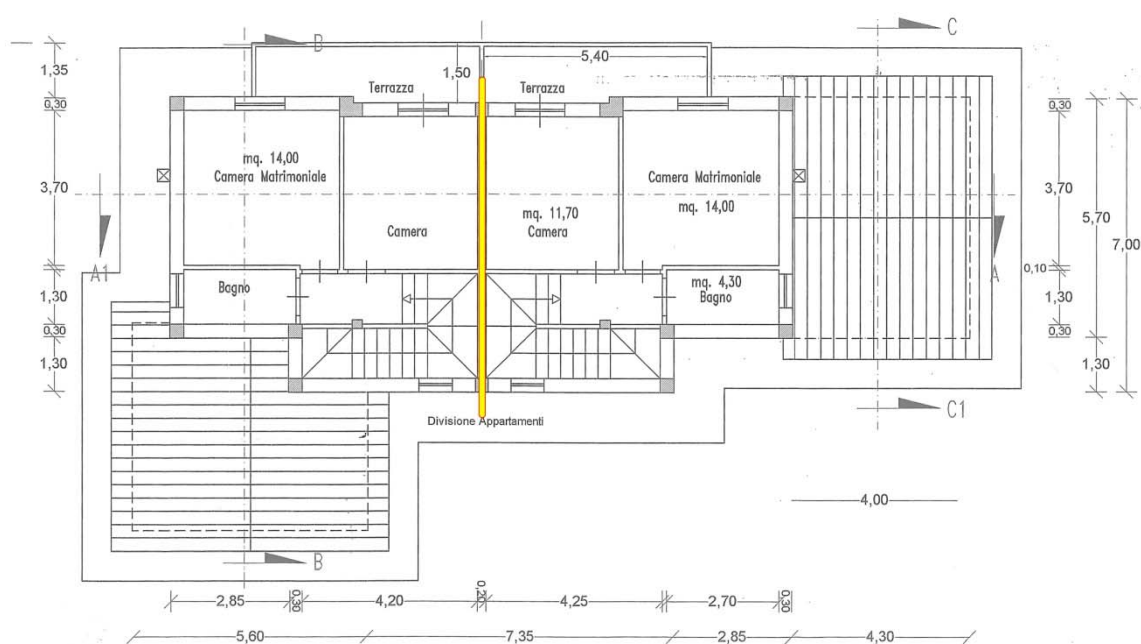 C
B
5,40
1,35
1,50
Terrazza
Terrazza
0,30
0,30
mq. 14,00
Camera Matrimoniale
Camera Matrimoniale
mq. 14,00
3,70
3,70
5,70
7,00
mq. 11,70
Camera
Camera
A1
A
0,10
Bagno
mq. 4,30
Bagno
1,30
1,30
0,30
0,30
1,30
1,30
C1
Divisione Appartamenti
4,00
B
2,85
0,30
4,20
0,20
4,25
2,70
0,30
5,60
7,35
2,85
4,30